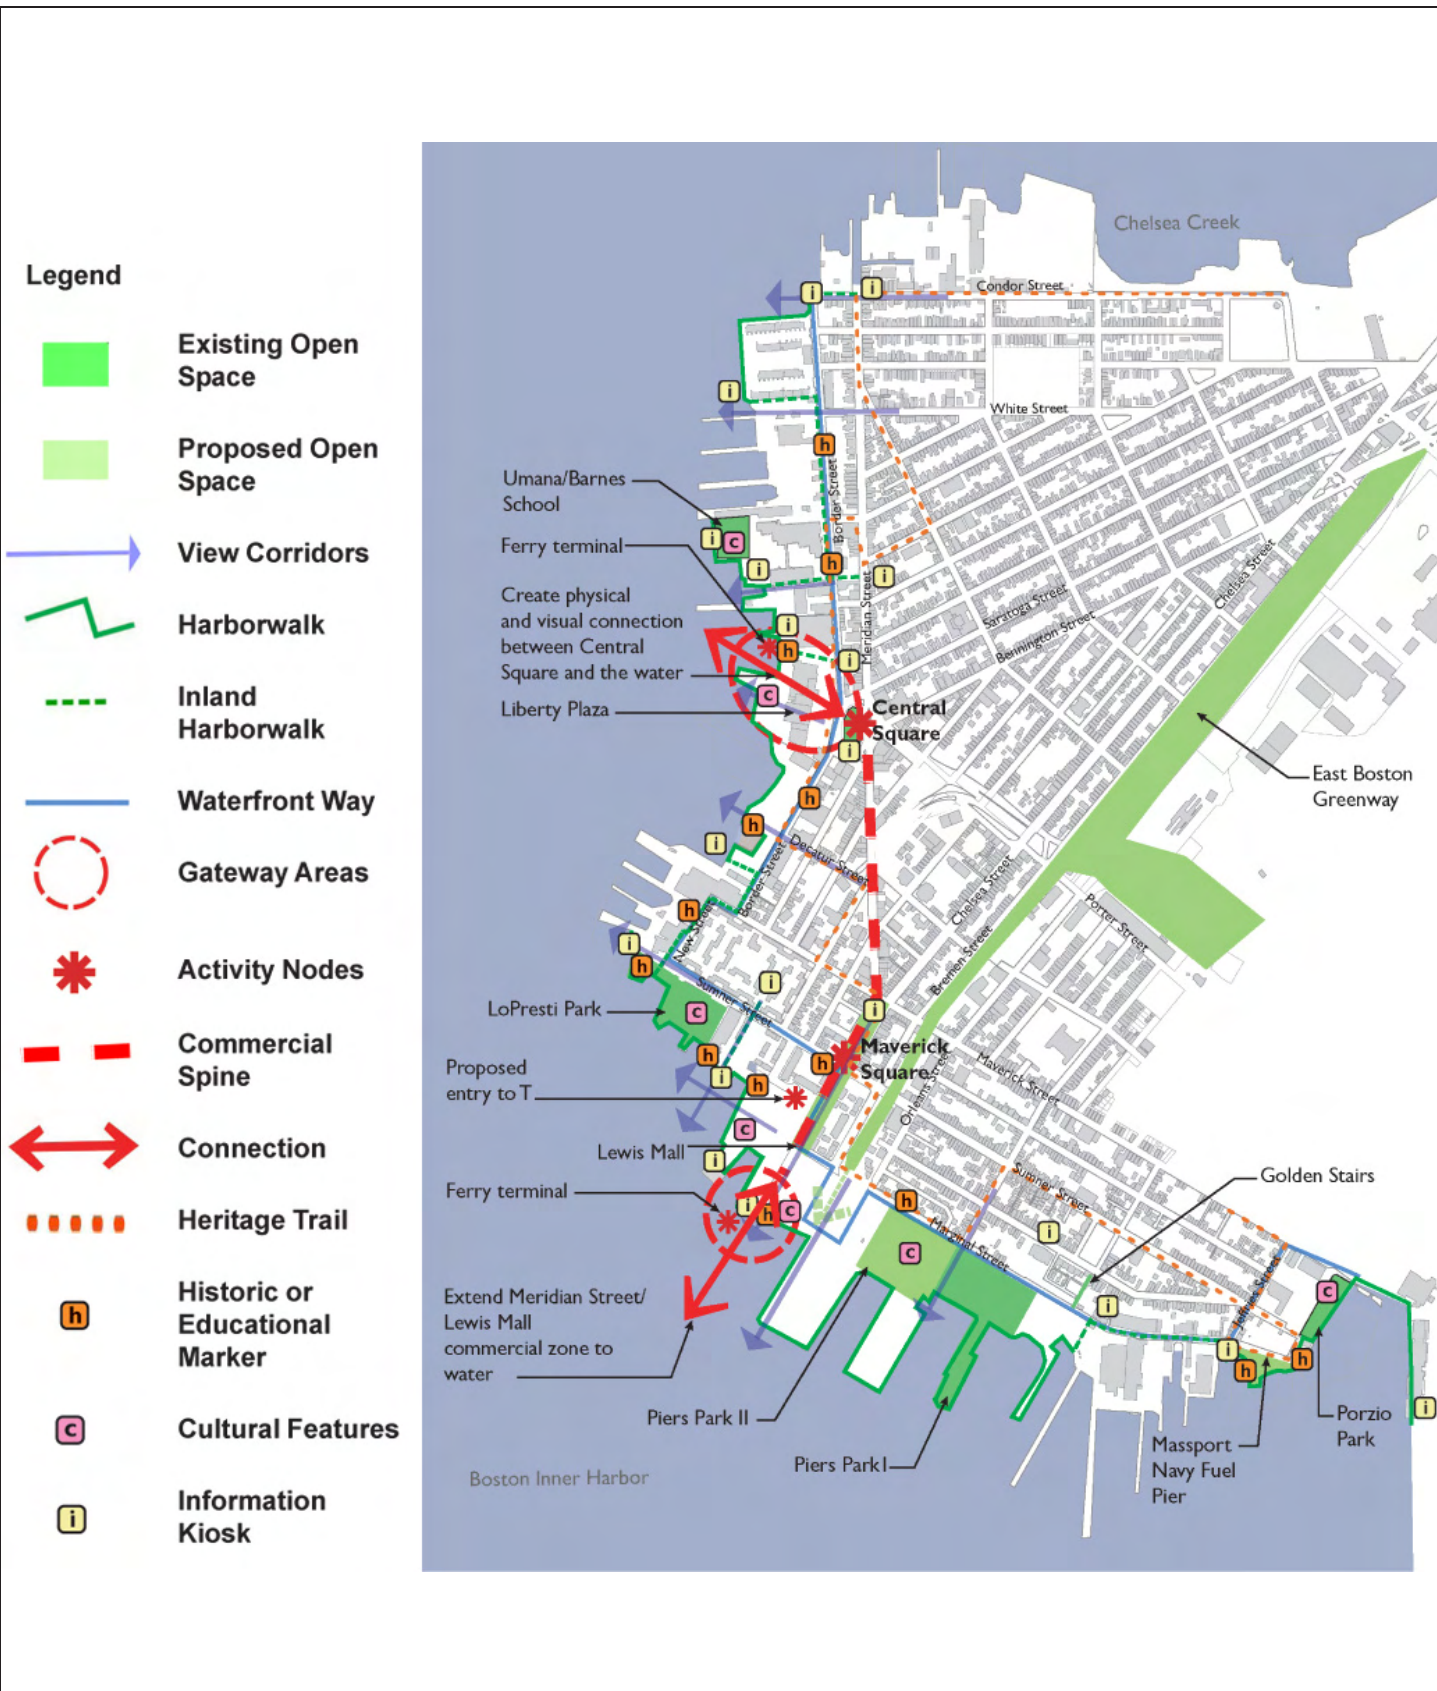 Legend
Existing Open
Space
Proposed Open
Space
View Corridors
Harborwalk
Inland
Harborwalk
Waterfront Way
Gateway Areas
Activity Nodes
Commercial
Spine
Connection
Heritage Trail
h
Historic or
Educational
Marker
c
Cultural Features
i
Information
Kiosk
Chelsea Creek
i
i
Condor Street
i
White Street
h
Umana/Barnes
School
Border Street
i
c
Ferry terminal
h
i
i
Chelsea Street
Create physical
and visual connection
between Central
Square and the water
Meridian Street
Saratoga Street
Bennington Street
i
h
i
c
Liberty Plaza
Central
Square
i
East Boston
Greenway
h
h
i
Decatur Street
Border Street
Chelsea Street
Porter Street
h
New Street
i
h
Bremen Street
i
Sumner Street
LoPresti Park
c
i
Maverick
Square
h
h
Orleans Street
Maverick Street
Proposed
entry to T
i
h
c
Lewis Mall
i
Sumner Street
Golden Stairs
Ferry terminal
i
h
c
h
Marginal Street
i
c
Jeffries Street
c
i
Extend Meridian Street/
Lewis Mall
commercial zone to
water
i
h
h
Piers Park II
Piers Park I
Massport
Navy Fuel
Pier
Porzio
Park
i
Boston Inner Harbor